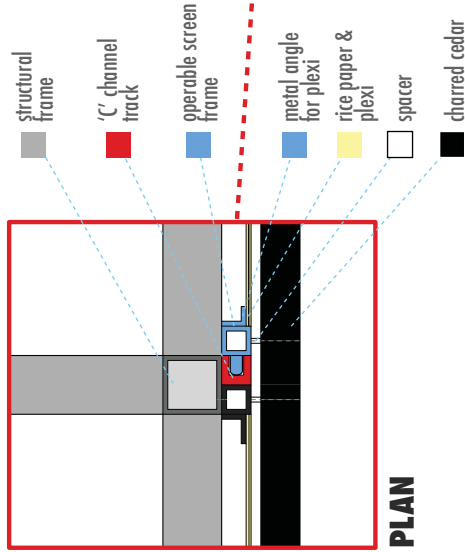 structural
frame
'C' channel
track
operable screen
frame
metal angle
for plexi
rice paper &
plexi
spacer
charred cedar
PLAN